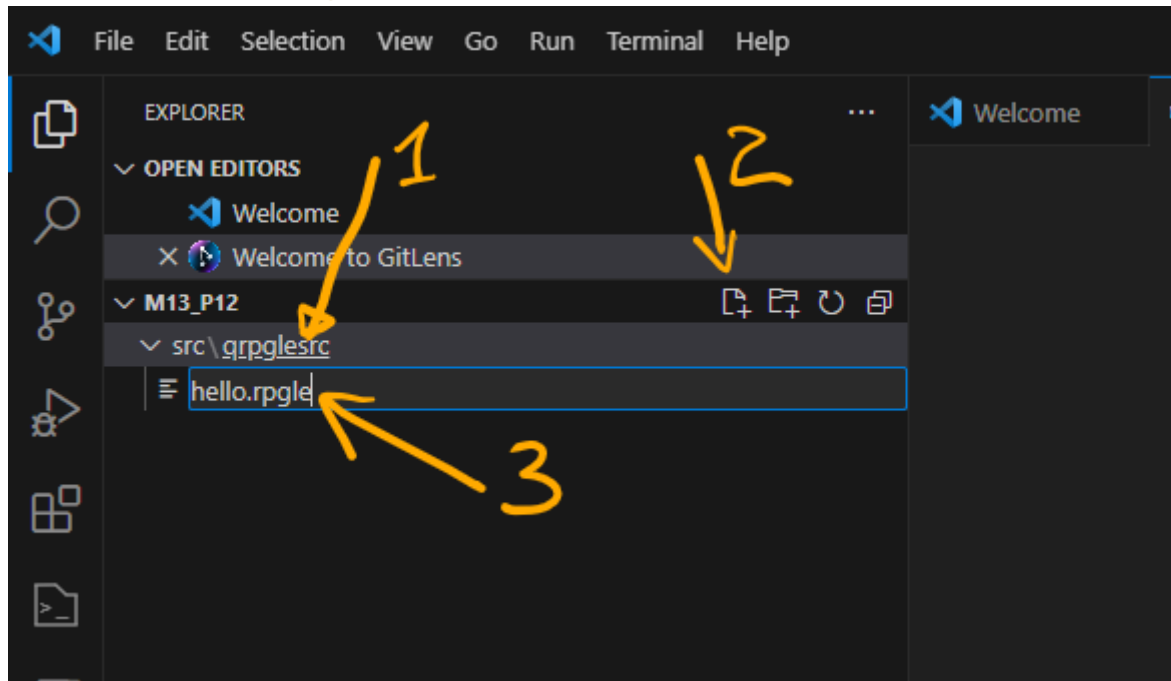 File Edit Selection View Go Run Terminal Help
EXPLORER ...
Welcome
1
2
OPEN EDITORS
Welcome
Welcome to GitLens
M13_P12
src\qrpglesrc
hello.rpgle
3